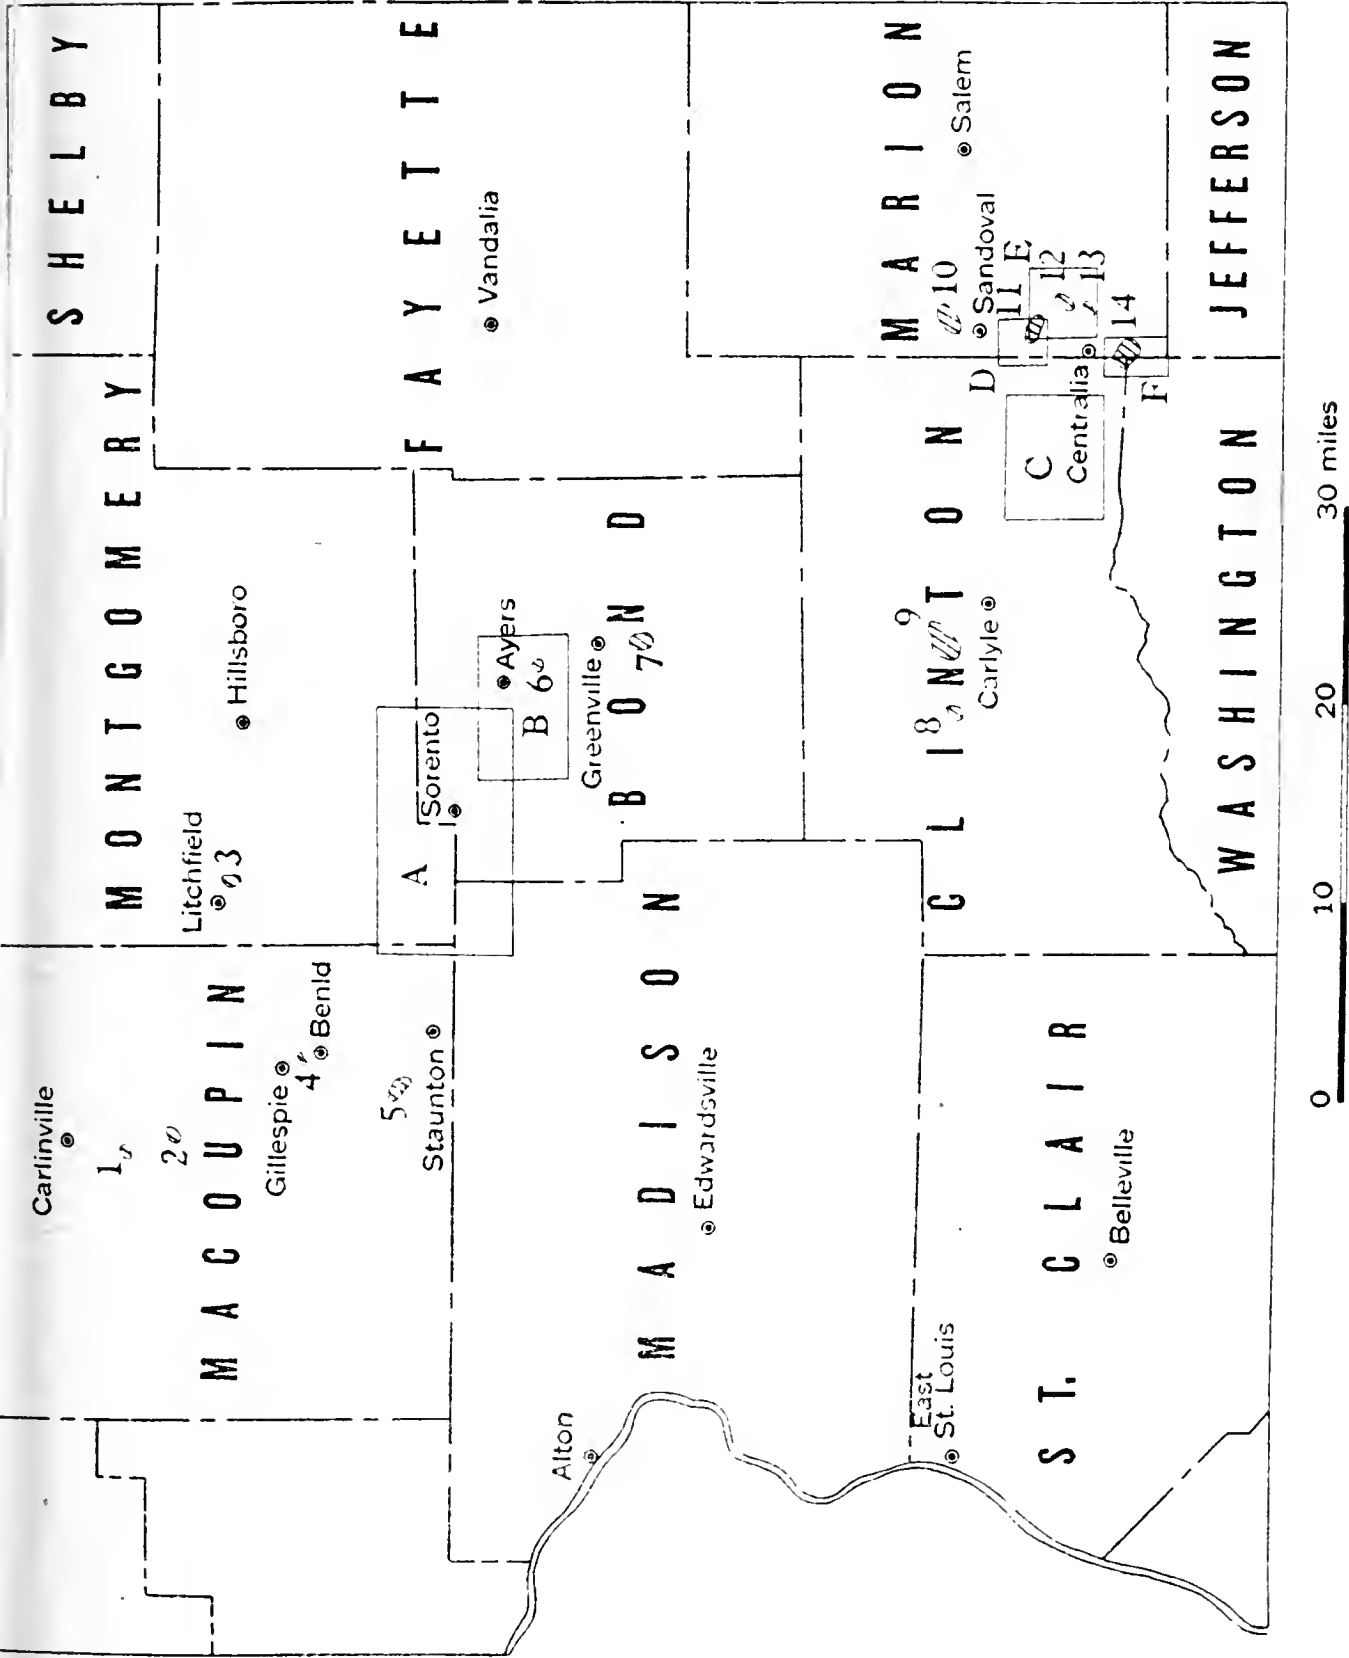 SHELBY
MONTGOMERY
FAYETTE
Carlinville
1
2
MACOUPIN
Gillespie
4
Benld
5
Staunton
Litchfield
3
Hillsboro
A
Sorento
B
6
Ayers
Greenville
BOND
7
Vandalia
Alton
MADISON
Edwardsville
MARION
10
Salem
Sandoval
11
E
12
13
14
D
C
Centralia
F
CLINTON
8
9
Carlyle
East
St. Louis
ST. CLAIR
Belleville
WASHINGTON
JEFFERSON
0 10 20 30 miles